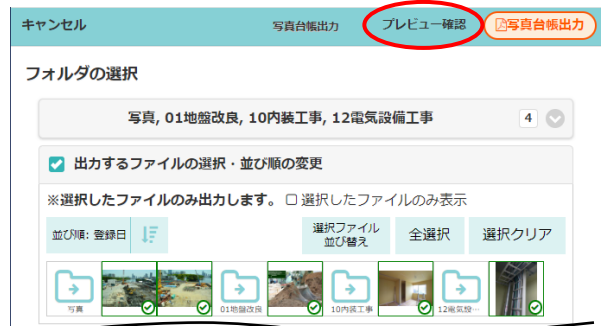 キャンセル 写真台帳出力 プレビュー確認 写真台帳出力
フォルダの選択
写真, 01地盤改良, 10内装工事, 12電気設備工事 4
出力するファイルの選択・並び順の変更
※選択したファイルのみ出力します。 選択したファイルのみ表示
並び順: 登録日 選択ファイル並び替え 全選択 選択クリア
写真 01地盤改良 10内装工事 12電気設…